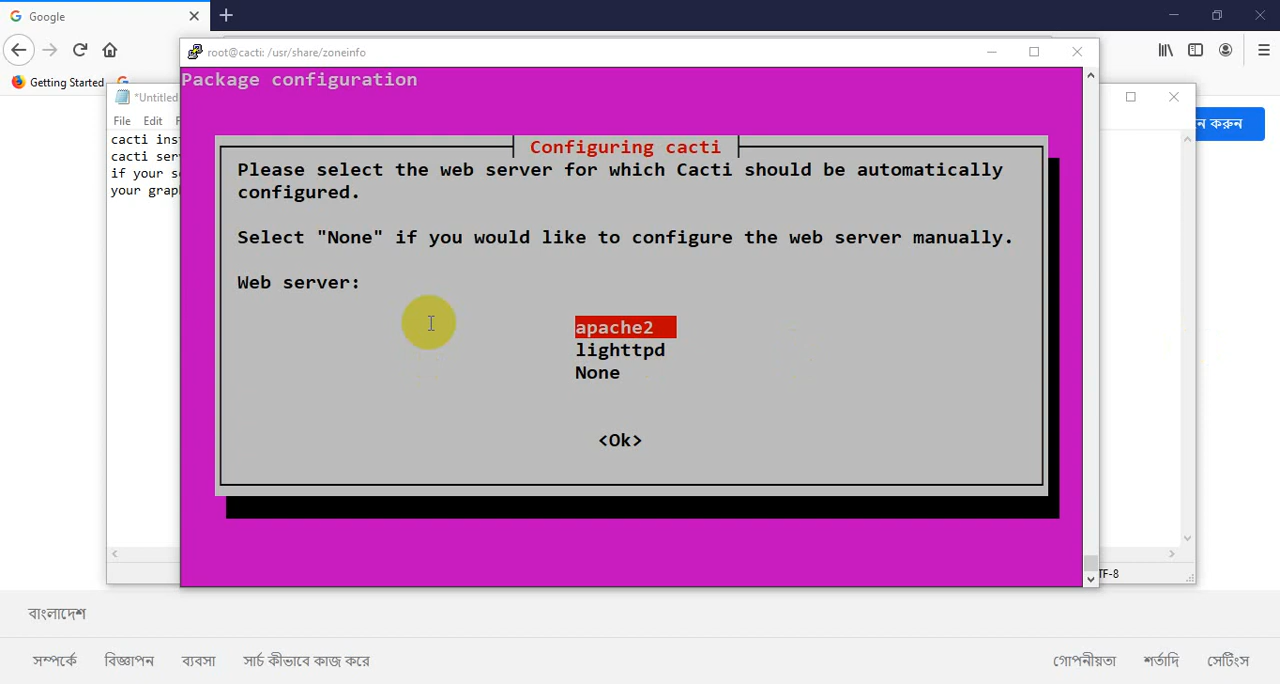 Google
root@cacti: /usr/share/zoneinfo
Getting Started
Package configuration
*Untitled
File Edit F
cacti ins
cacti ser
if your s
your grap
ন করুন
Configuring cacti
Please select the web server for which Cacti should be automatically
configured.
Select "None" if you would like to configure the web server manually.
Web server:
apache2
lighttpd
None
<Ok>
TF-8
বাংলাদেশ
সম্পর্কে বিজ্ঞাপন ব্যবসা সার্চ কীভাবে কাজ করে গোপনীয়তা শর্তাদি সেটিংস